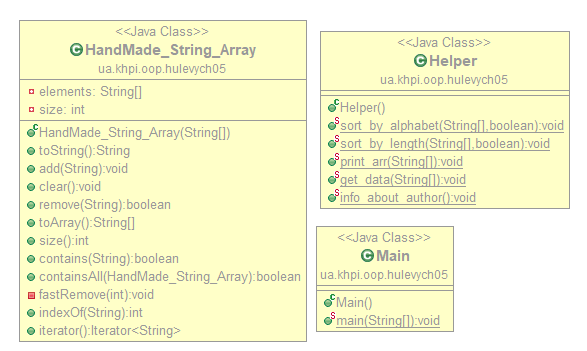 <<Java Class>>
HandMade_String_Array
ua.khpi.oop.hulevych05
elements: String[]
size: int
HandMade_String_Array(String[])
toString():String
add(String):void
clear():void
remove(String):boolean
toArray():String[]
size():int
contains(String):boolean
containsAll(HandMade_String_Array):boolean
fastRemove(int):void
indexOf(String):int
iterator():Iterator<String>
<<Java Class>>
Helper
ua.khpi.oop.hulevych05
Helper()
sort_by_alphabet(String[],boolean):void
sort_by_length(String[],boolean):void
print_arr(String[]):void
get_data(String[]):void
info_about_author():void
<<Java Class>>
Main
ua.khpi.oop.hulevych05
Main()
main(String[]):void